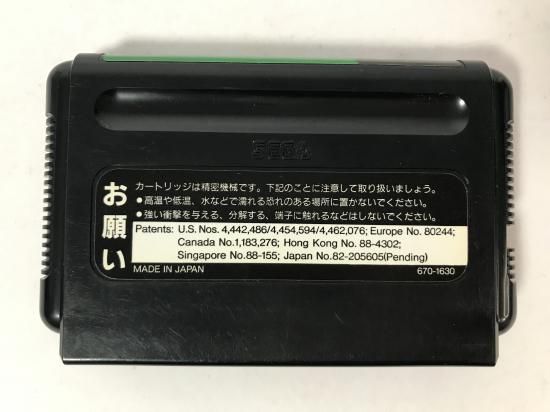 SEGA
お願い
カートリッジは精密機械です。下記のことに注意して取り扱いましょう。
●高温や低温、水などで濡れる恐れのある場所に置かないでください。
●強い衝撃を与える、分解する、端子に触れるなどはしないでください。
Patents: U.S. Nos. 4,442,486/4,454,594/4,462,076; Europe No. 80244;
Canada No.1,183,276; Hong Kong No. 88-4302;
Singapore No.88-155; Japan No.82-205605(Pending)
MADE IN JAPAN 670-1630